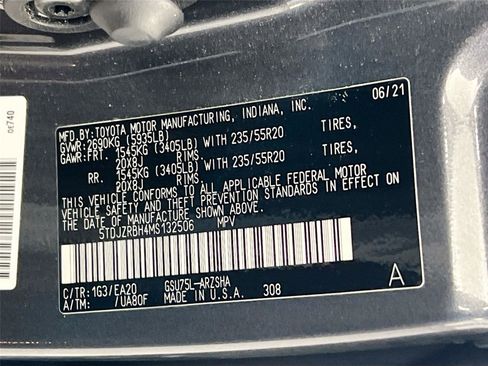 MFD.BY:TOYOTA MOTOR MANUFACTURING, INDIANA, INC. 06/21
GVWR:2690KG (5935LB)
GAWR:FRT. 1545KG (3405LB) WITH 235/55R20 TIRES,
20X8J RIMS.
RR. 1545KG (3405LB) WITH 235/55R20 TIRES,
20X8J RIMS.
THIS VEHICLE CONFORMS TO ALL APPLICABLE FEDERAL MOTOR
VEHICLE SAFETY AND THEFT PREVENTION STANDARDS IN EFFECT ON
THE DATE OF MANUFACTURE SHOWN ABOVE.
5TDJZRBH4MS132506 MPV
C/TR:1G3/EA20 GSU75L-ARZSHA
A/TM: /UA80F MADE IN U.S.A. 308 A
0E740